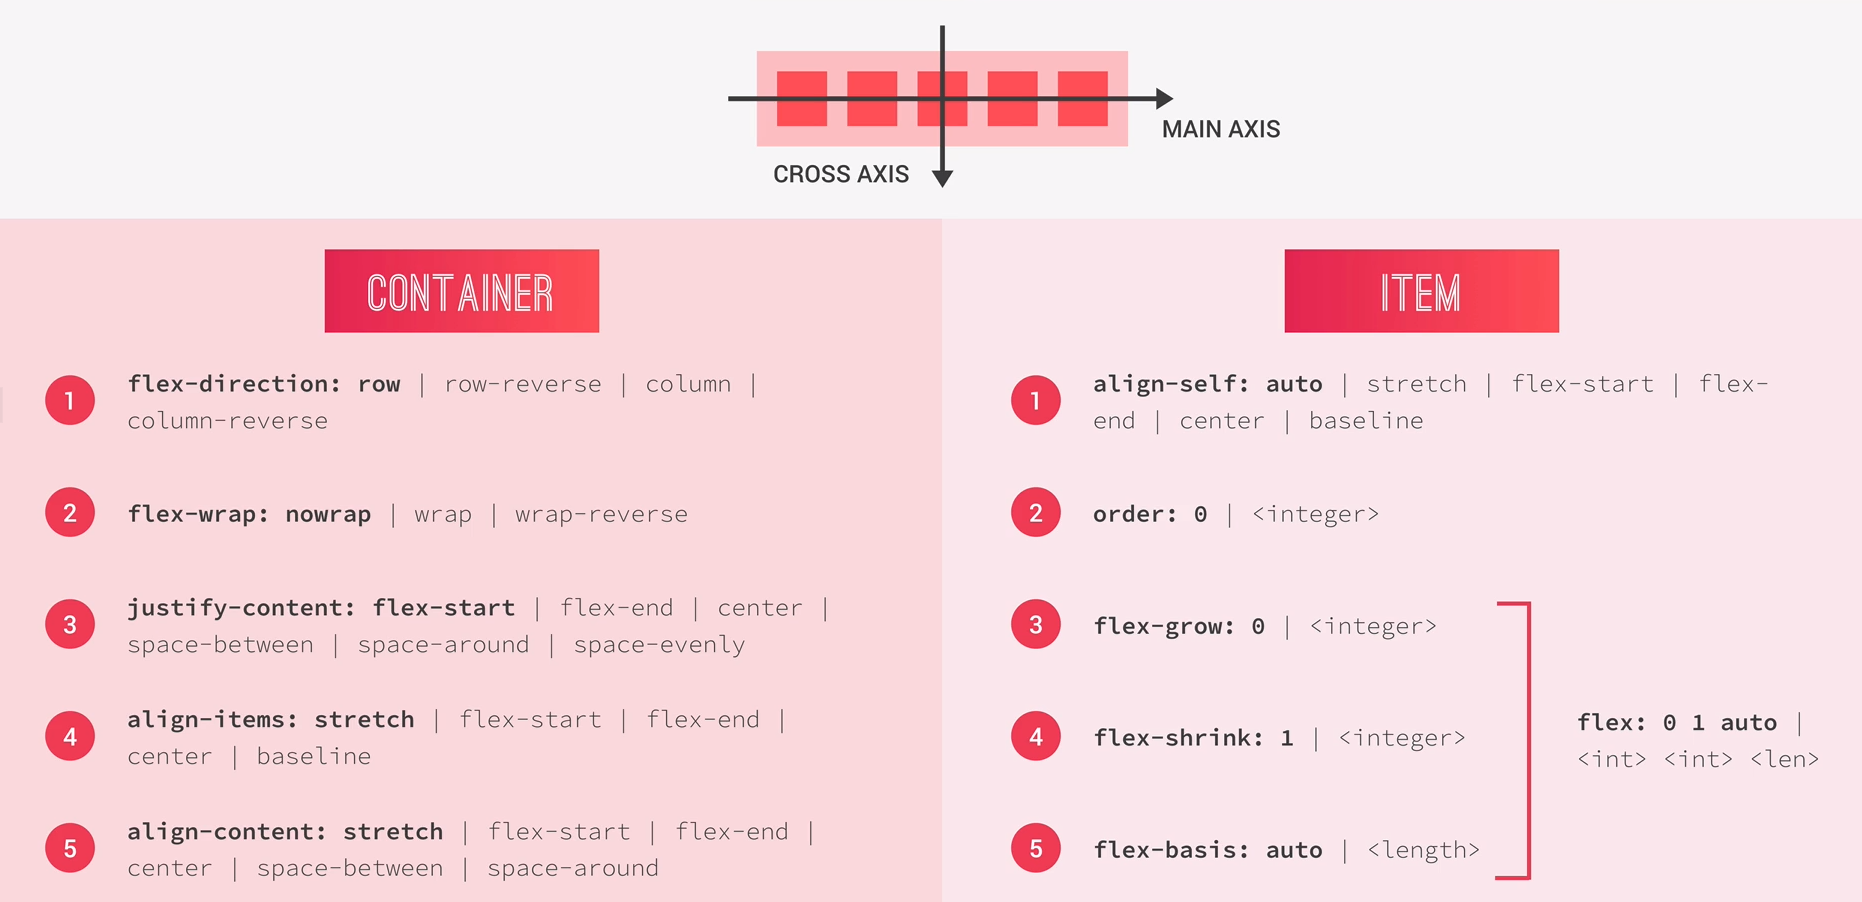 MAIN AXIS
CROSS AXIS
CONTAINER
1
flex-direction: row | row-reverse | column |
column-reverse
2
flex-wrap: nowrap | wrap | wrap-reverse
3
justify-content: flex-start | flex-end | center |
space-between | space-around | space-evenly
4
align-items: stretch | flex-start | flex-end |
center | baseline
5
align-content: stretch | flex-start | flex-end |
center | space-between | space-around
ITEM
1
align-self: auto | stretch | flex-start | flex-
end | center | baseline
2
order: 0 | <integer>
3
flex-grow: 0 | <integer>
4
flex-shrink: 1 | <integer>
5
flex-basis: auto | <length>
flex: 0 1 auto |
<int> <int> <len>